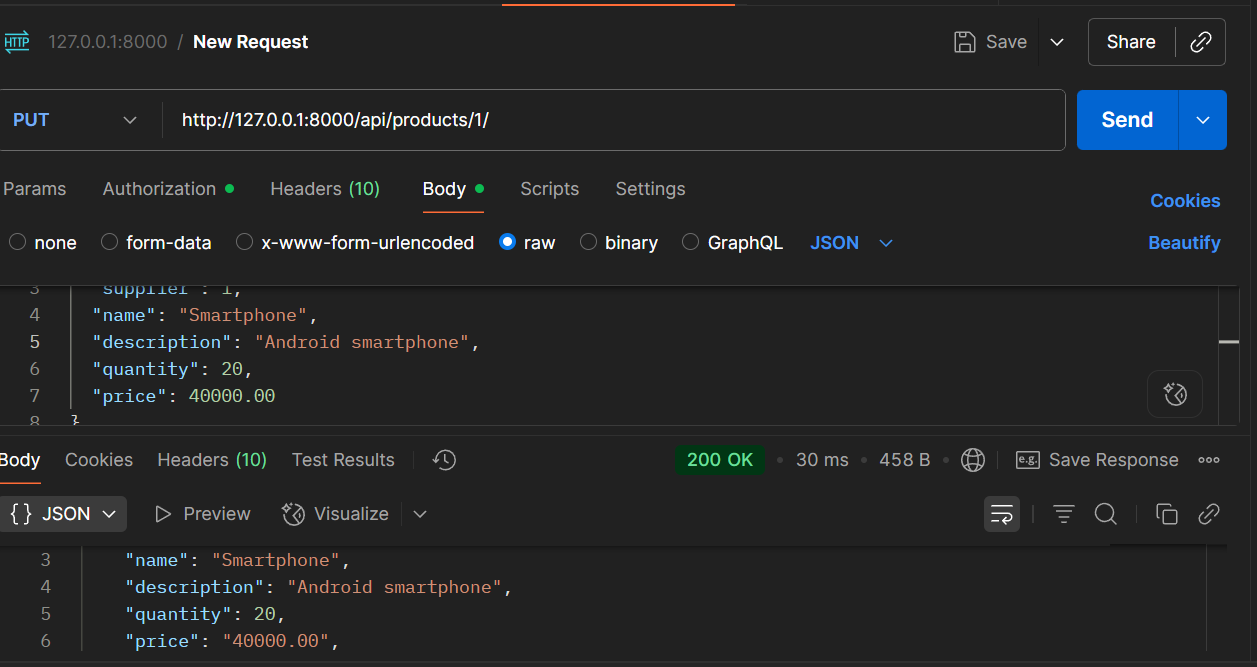 HTTP 127.0.0.1:8000 / New Request Save Share
PUT http://127.0.0.1:8000/api/products/1/ Send
Params Authorization Headers (10) Body Scripts Settings Cookies
none form-data x-www-form-urlencoded raw binary GraphQL JSON Beautify
3 "supplier": 1,
4 "name": "Smartphone",
5 "description": "Android smartphone",
6 "quantity": 20,
7 "price": 40000.00
8 }
Body Cookies Headers (10) Test Results 200 OK • 30 ms • 458 B • e.g. Save Response
{} JSON Preview Visualize
3 "name": "Smartphone",
4 "description": "Android smartphone",
5 "quantity": 20,
6 "price": "40000.00",